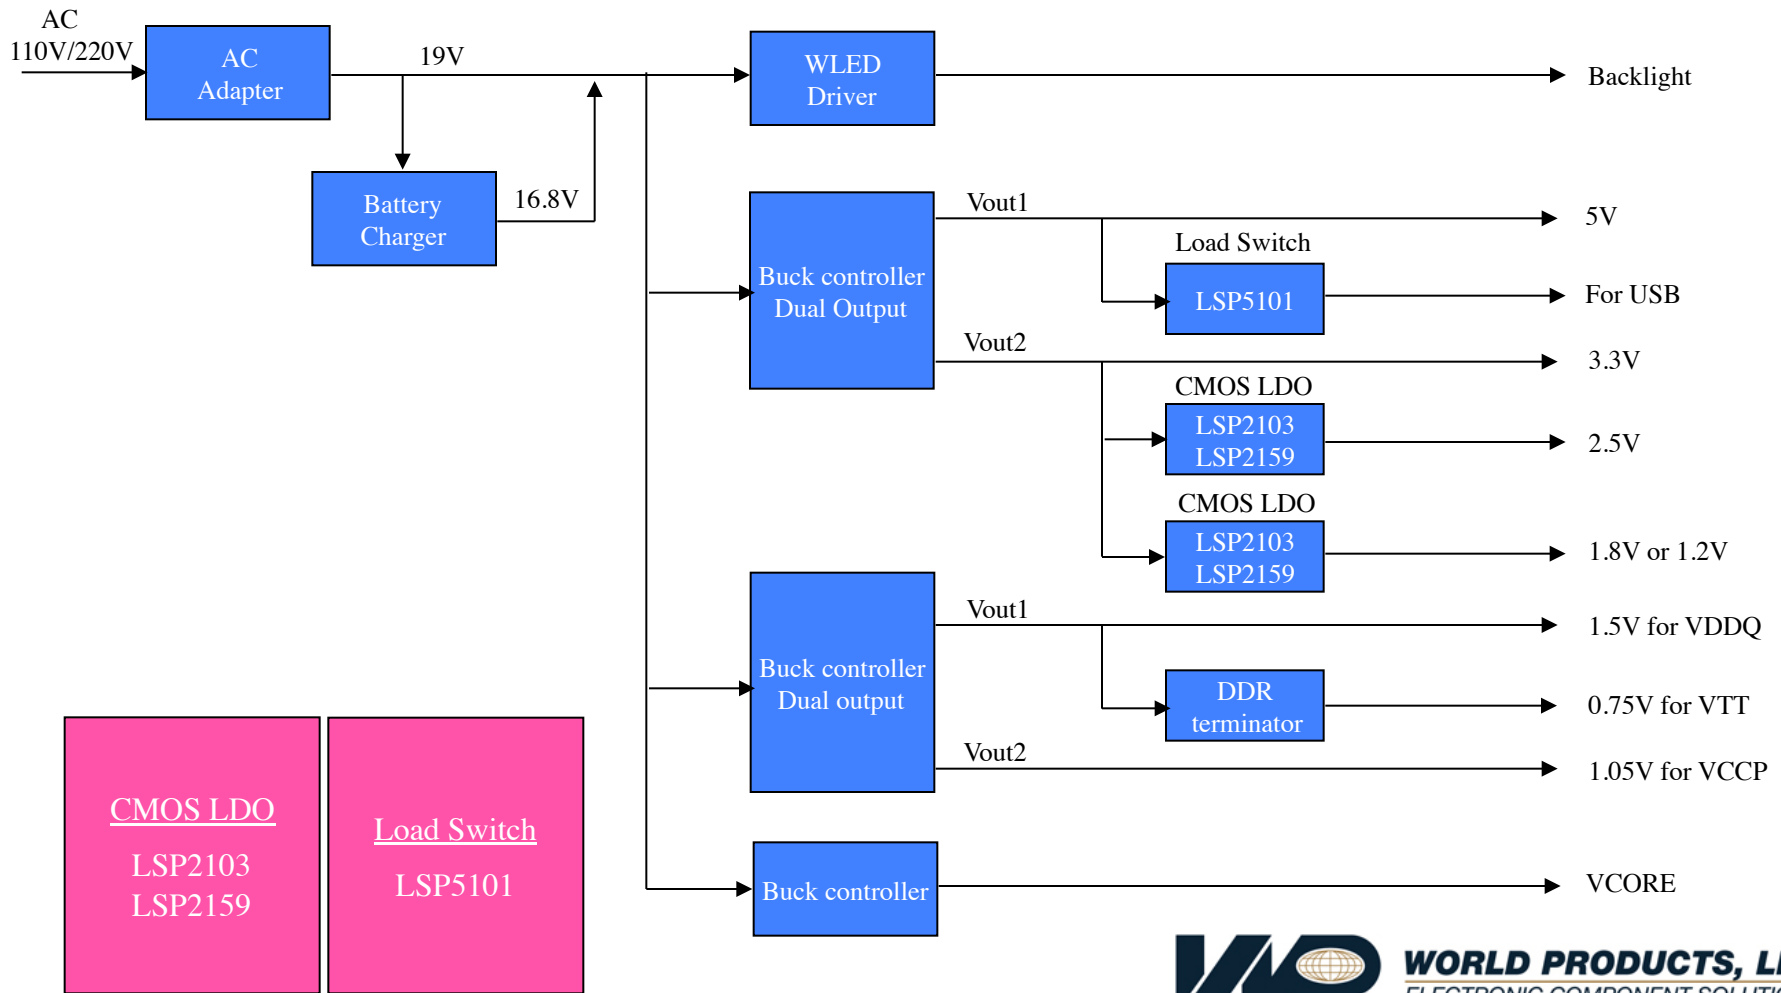 AC
110V/220V
AC
Adapter
19V
WLED
Driver
Backlight
Battery
Charger
16.8V
Buck controller
Dual Output
Vout1
5V
Load Switch
LSP5101
For USB
Vout2
3.3V
CMOS LDO
LSP2103
LSP2159
2.5V
CMOS LDO
LSP2103
LSP2159
1.8V or 1.2V
Buck controller
Dual output
Vout1
1.5V for VDDQ
DDR
terminator
0.75V for VTT
Vout2
1.05V for VCCP
Buck controller
VCORE
CMOS LDO
LSP2103
LSP2159
Load Switch
LSP5101
WORLD PRODUCTS,
ELECTRONIC COMPONENT